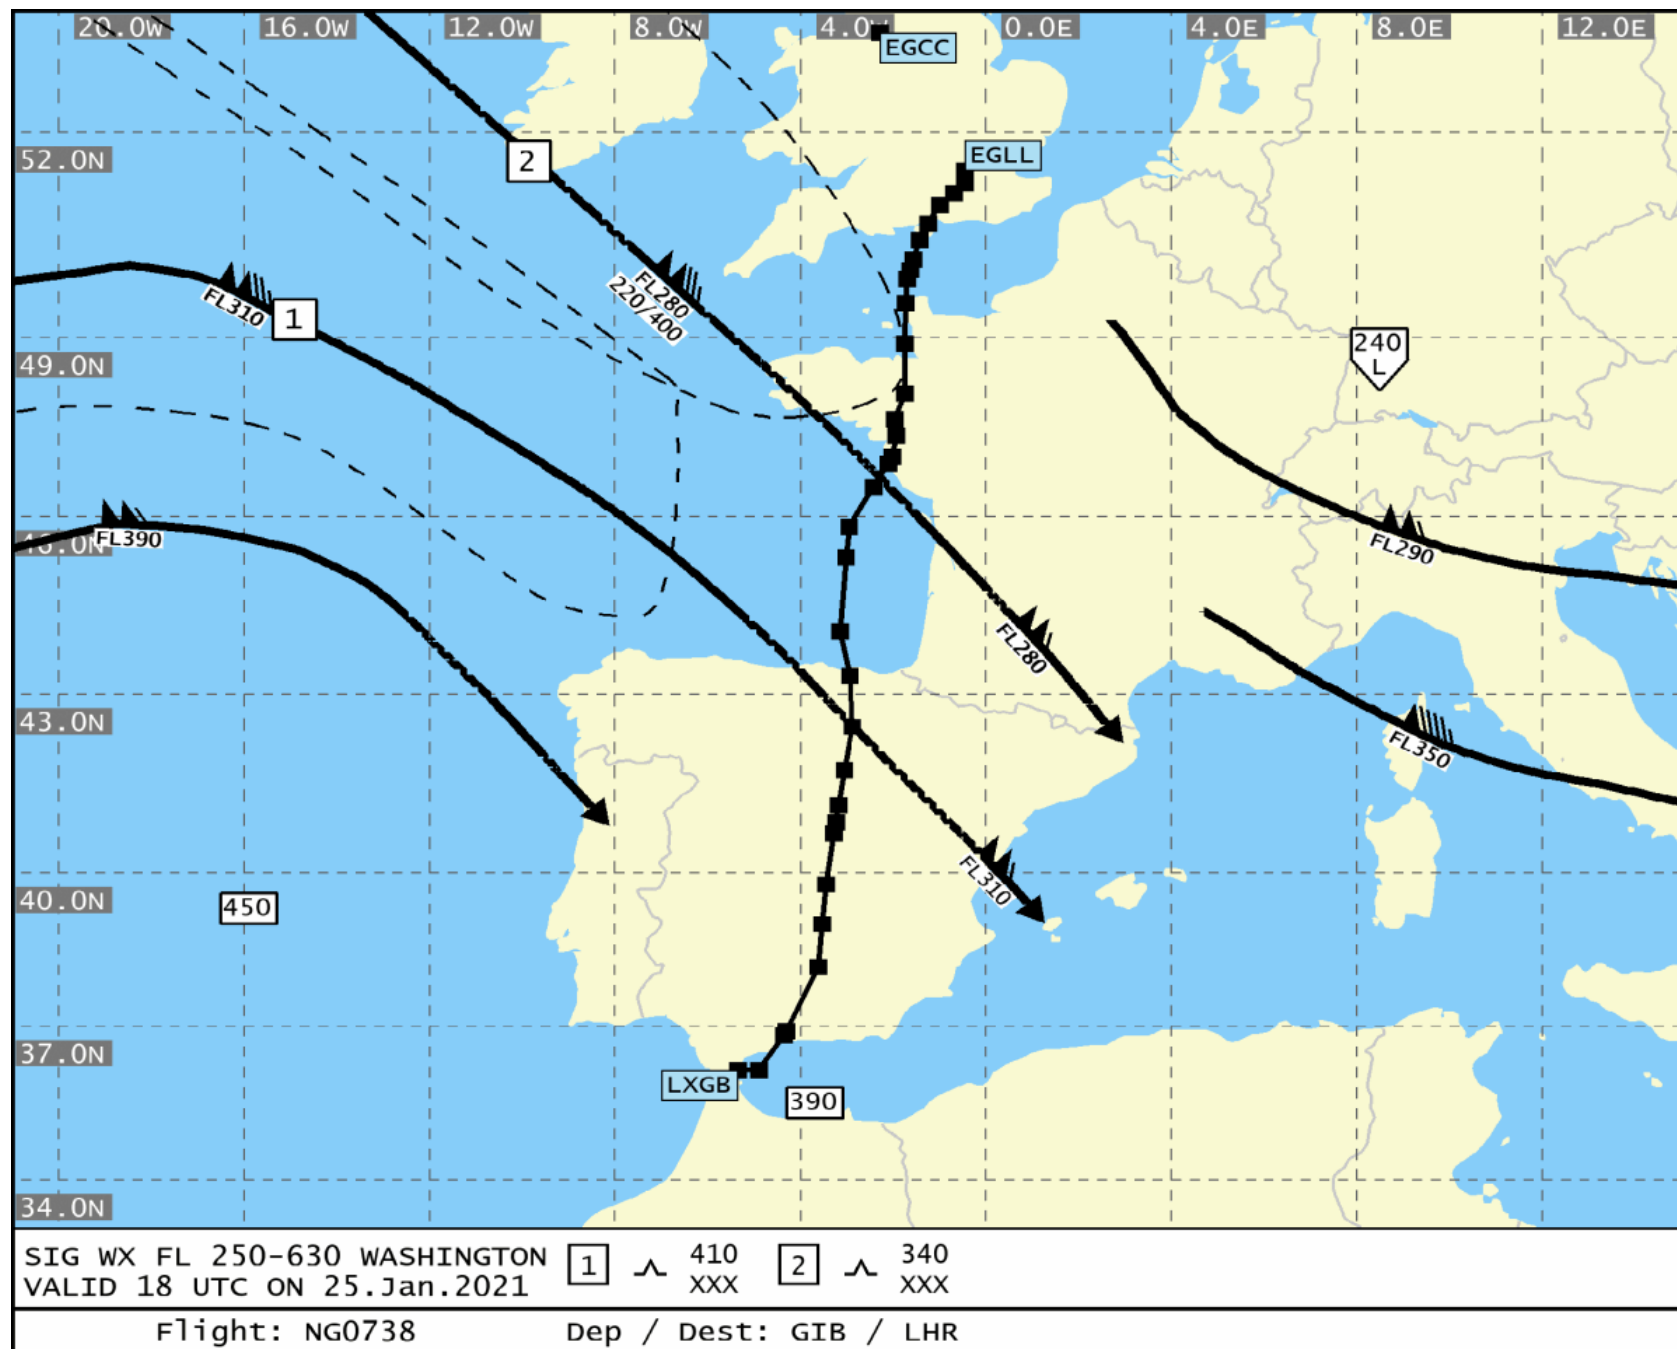 20.0W 16.0W 12.0W 8.0W 4.0W 0.0E 4.0E 8.0E 12.0E
EGCC
52.0N
2
EGLL
FL310
1
FL280
220/400
49.0N
240
L
FL390
46.0N
FL290
FL280
43.0N
FL350
FL310
40.0N
450
37.0N
LXGB
390
34.0N
SIG WX FL 250-630 WASHINGTON 1 410 2 340
VALID 18 UTC ON 25.Jan.2021 XXX XXX
Flight: NG0738 Dep / Dest: GIB / LHR